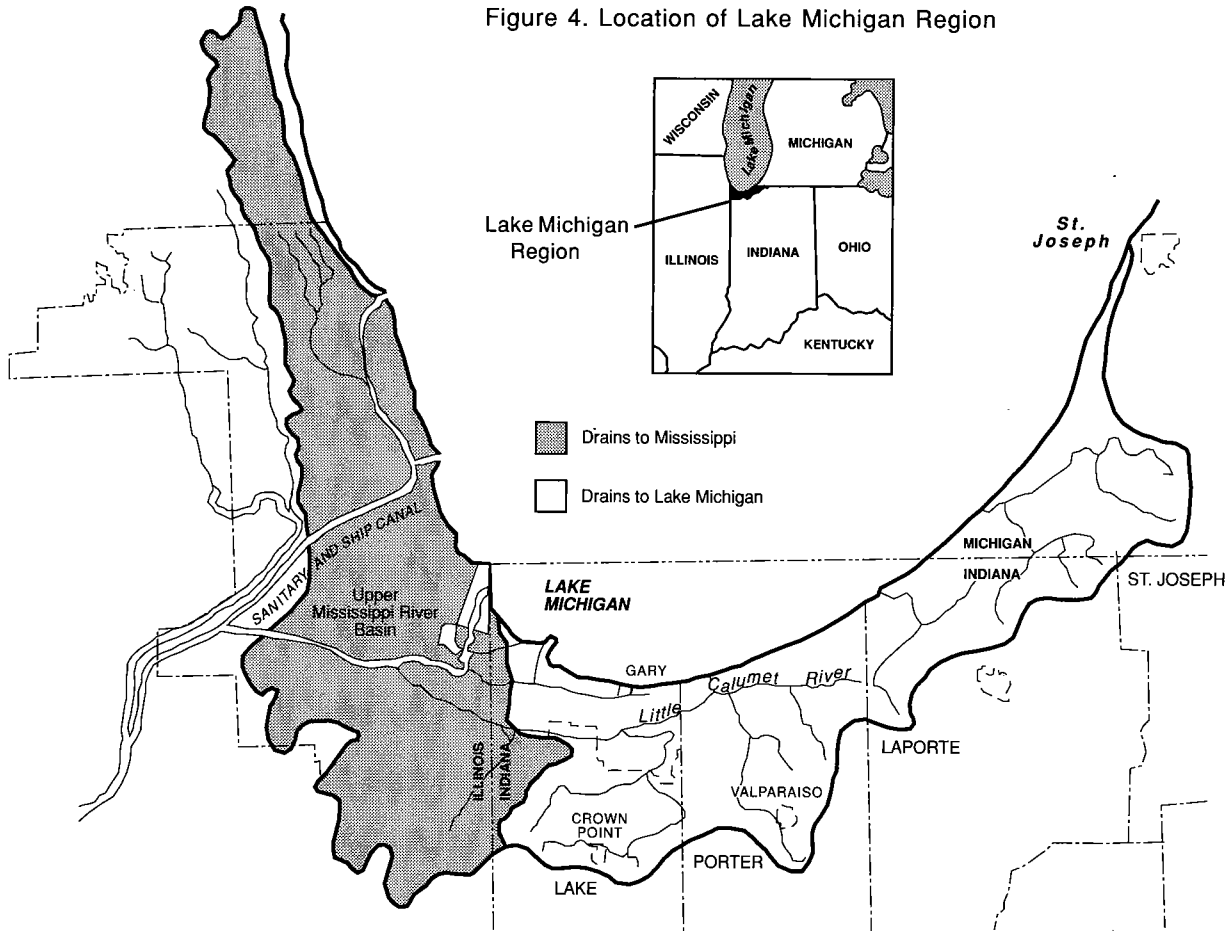 Figure 4. Location of Lake Michigan Region
WISCONSIN
Lake Michigan
MICHIGAN
Lake Michigan
Region
ILLINOIS
INDIANA
OHIO
KENTUCKY
St.
Joseph
Drains to Mississippi
Drains to Lake Michigan
SANITARY AND SHIP CANAL
MICHIGAN
INDIANA
ST. JOSEPH
LAKE
MICHIGAN
Upper
Mississippi River
Basin
GARY
Little Calumet River
LAPORTE
ILLINOIS
INDIANA
VALPARAISO
CROWN
POINT
PORTER
LAKE